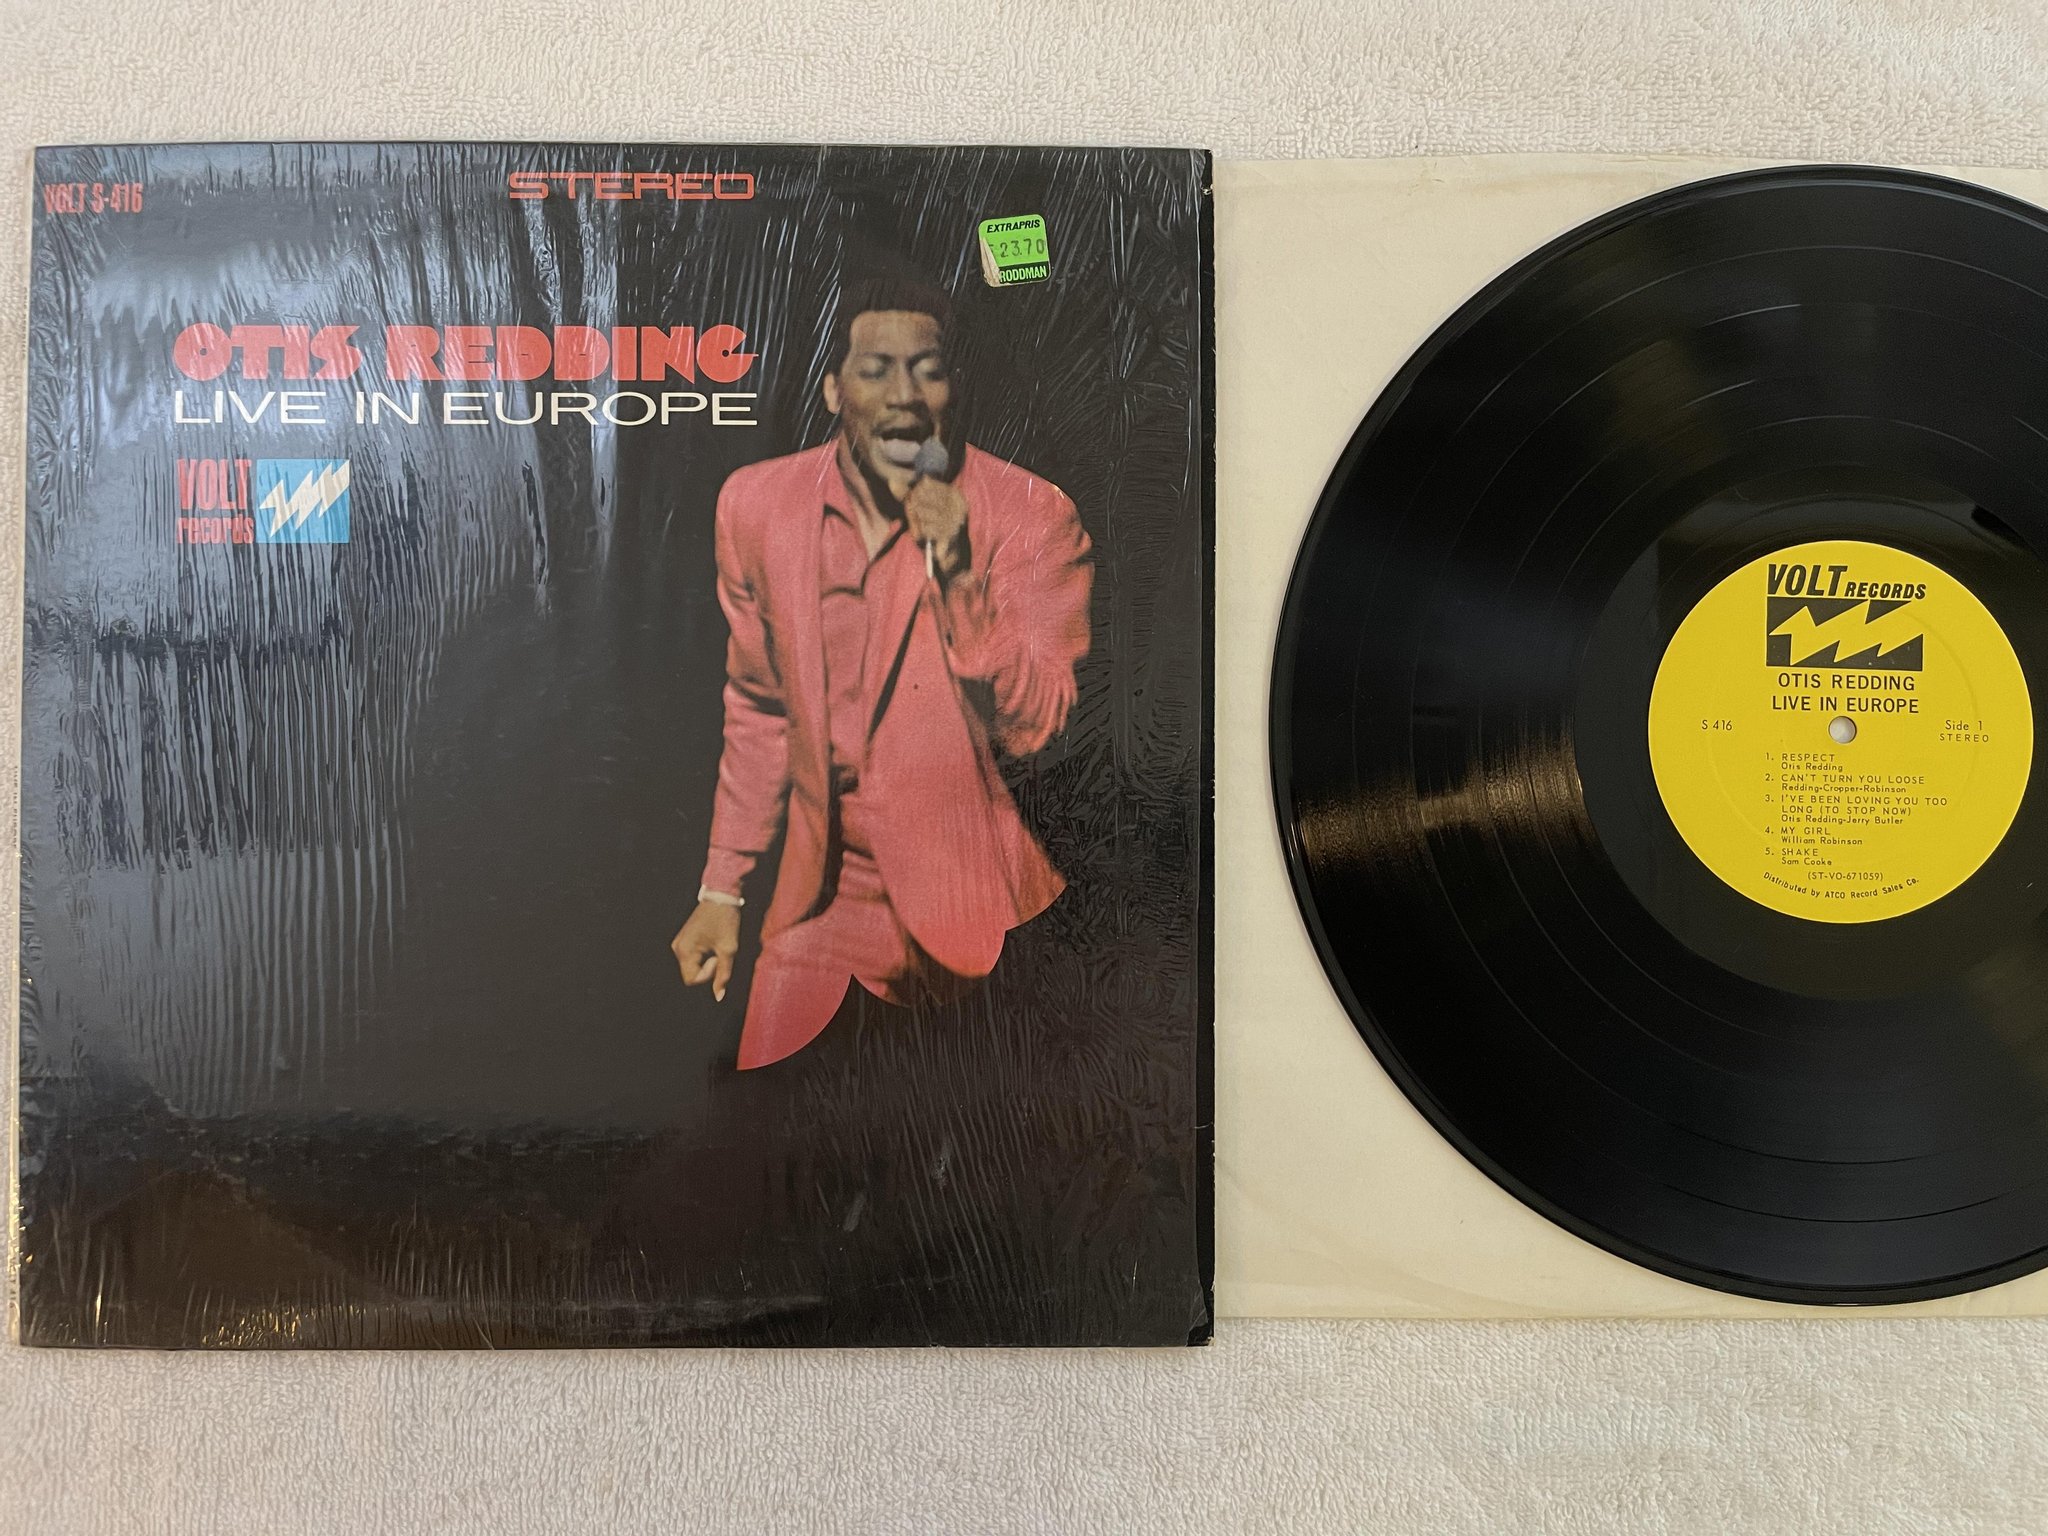 VOLT S-416
STEREO
EXTRAPRIS
23.70
RODDMAN
OTIS REDDING
LIVE IN EUROPE
VOLT
records
VOLT RECORDS
OTIS REDDING
LIVE IN EUROPE
S 416
Side 1
STEREO
1. RESPECT
Otis Redding
2. CAN'T TURN YOU LOOSE
Redding-Cropper-Robinson
3. I'VE BEEN LOVING YOU TOO
LONG (TO STOP NOW)
Otis Redding-Jerry Butler
4. MY GIRL
William Robinson
5. SHAKE
Sam Cooke
(ST-VO-671059)
Distributed by ATCO Record Sales Co.